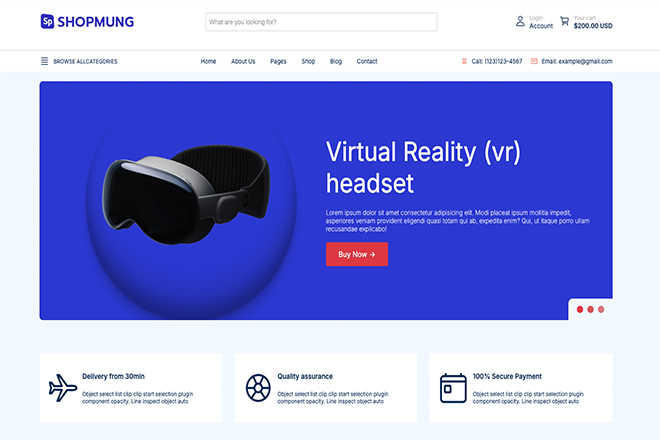 Sp SHOPMUNG
What are you looking for?
Login
Account
Your cart
$200.00 USD
BROWSE ALLCATEGORIES
Home
About Us
Pages
Shop
Blog
Contact
Call: (123)123-4567
Email: example@gmail.com
Virtual Reality (vr)
headset
Lorem ipsum dolor sit amet consectetur adipisicing elit. Modi placeat ipsum mollitia impedit,
asperiores veniam provident eligendi quasi totam qui ab, expedita enim? Qui, ut itaque porro ullam
recusandae explicabo!
Buy Now →
Delivery from 30min
Object select list clip clip start selection plugin
component opacity. Line inspect object auto
Quality assurance
Object select list clip clip start selection plugin
component opacity. Line inspect object auto
100% Secure Payment
Object select list clip clip start selection plugin
component opacity. Line inspect object auto